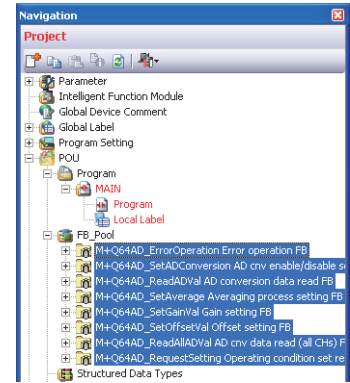 Navigation
Project
Parameter
Intelligent Function Module
Global Device Comment
Global Label
Program Setting
POU
Program
MAIN
Program
Local Label
FB_Pool
M+Q64AD_ErrorOperation Error operation FB
M+Q64AD_SetADConversion AD cnv enable/disable se
M+Q64AD_ReadADVal AD conversion data read FB
M+Q64AD_SetAverage Averaging process setting FB
M+Q64AD_SetGainVal Gain setting FB
M+Q64AD_SetOffsetVal Offset setting FB
M+Q64AD_ReadAllADVal AD cnv data read (all CHs) F
M+Q64AD_RequestSetting Operating condition set re
Structured Data Types